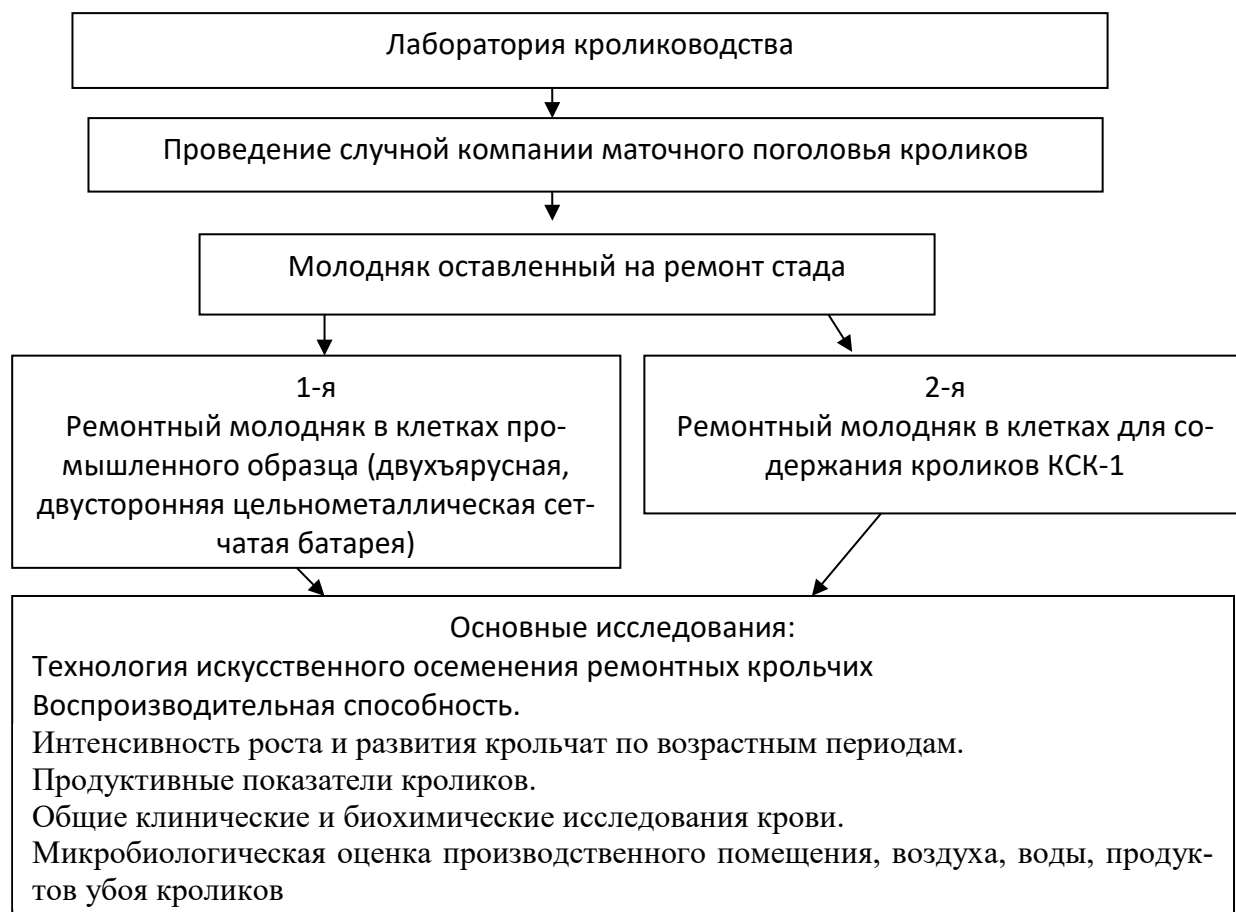 Лаборатория кролиководства
Проведение случной компании маточного поголовья кроликов
Молодняк оставленный на ремонт стада
1-я
Ремонтный молодняк в клетках про-
мышленного образца (двухъярусная,
двусторонняя цельнометаллическая сет-
чатая батарея)
2-я
Ремонтный молодняк в клетках для со-
держания кроликов КСК-1
Основные исследования:
Технология искусственного осеменения ремонтных крольчих
Воспроизводительная способность.
Интенсивность роста и развития крольчат по возрастным периодам.
Продуктивные показатели кроликов.
Общие клинические и биохимические исследования крови.
Микробиологическая оценка производственного помещения, воздуха, воды, продук-
тов убоя кроликов